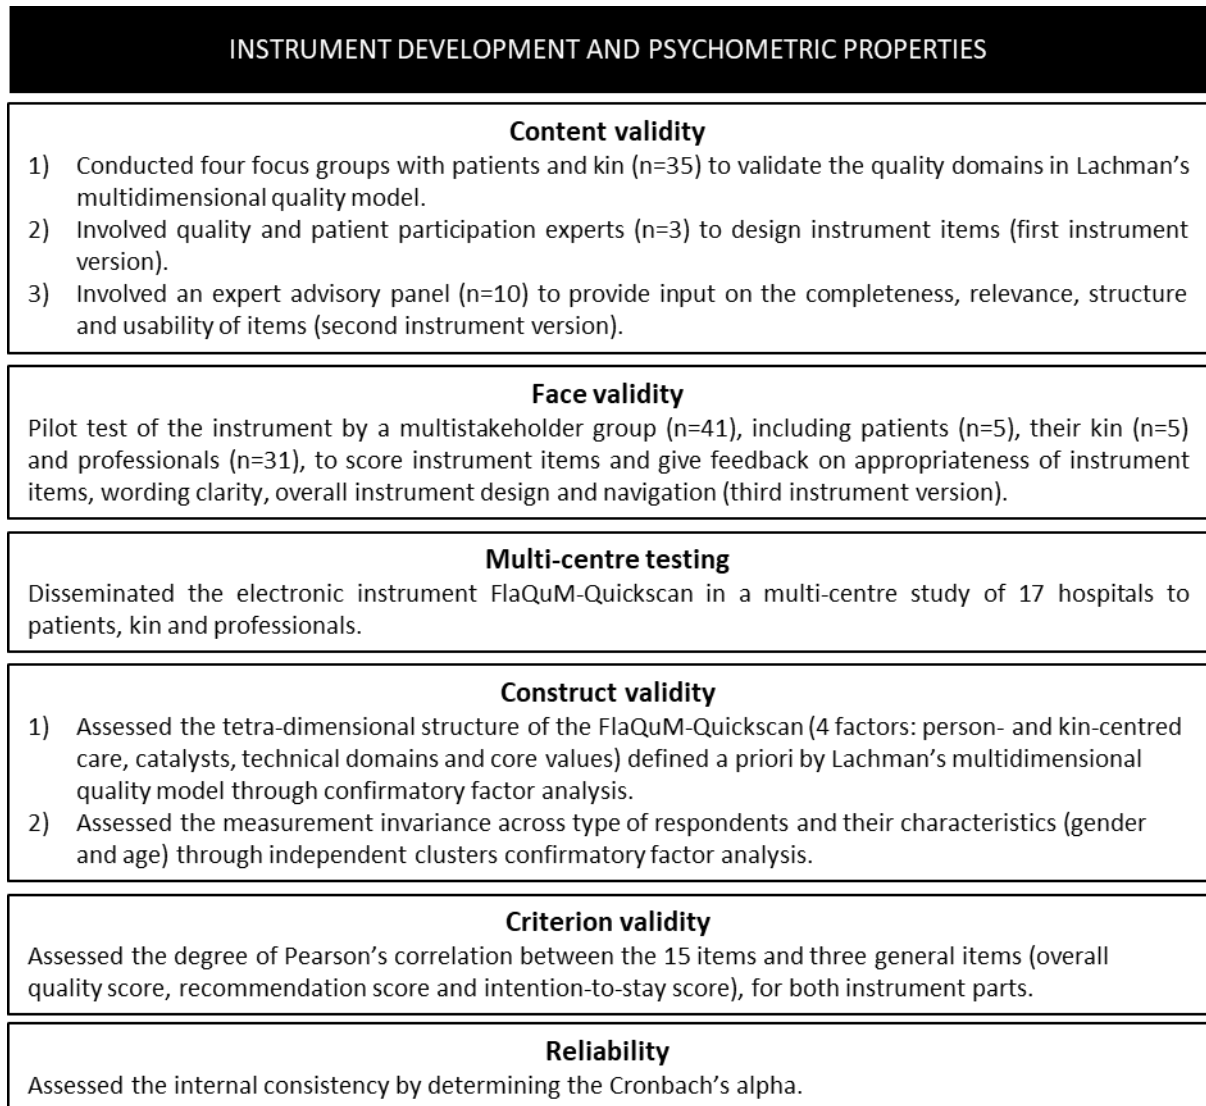 INSTRUMENT DEVELOPMENT AND PSYCHOMETRIC PROPERTIES
Content validity
1) Conducted four focus groups with patients and kin (n=35) to validate the quality domains in Lachman’s
multidimensional quality model.
2) Involved quality and patient participation experts (n=3) to design instrument items (first instrument
version).
3) Involved an expert advisory panel (n=10) to provide input on the completeness, relevance, structure
and usability of items (second instrument version).
Face validity
Pilot test of the instrument by a multistakeholder group (n=41), including patients (n=5), their kin (n=5)
and professionals (n=31), to score instrument items and give feedback on appropriateness of instrument
items, wording clarity, overall instrument design and navigation (third instrument version).
Multi-centre testing
Disseminated the electronic instrument FlaQuM-Quickscan in a multi-centre study of 17 hospitals to
patients, kin and professionals.
Construct validity
1) Assessed the tetra-dimensional structure of the FlaQuM-Quickscan (4 factors: person- and kin-centred
care, catalysts, technical domains and core values) defined a priori by Lachman’s multidimensional
quality model through confirmatory factor analysis.
2) Assessed the measurement invariance across type of respondents and their characteristics (gender
and age) through independent clusters confirmatory factor analysis.
Criterion validity
Assessed the degree of Pearson’s correlation between the 15 items and three general items (overall
quality score, recommendation score and intention-to-stay score), for both instrument parts.
Reliability
Assessed the internal consistency by determining the Cronbach’s alpha.